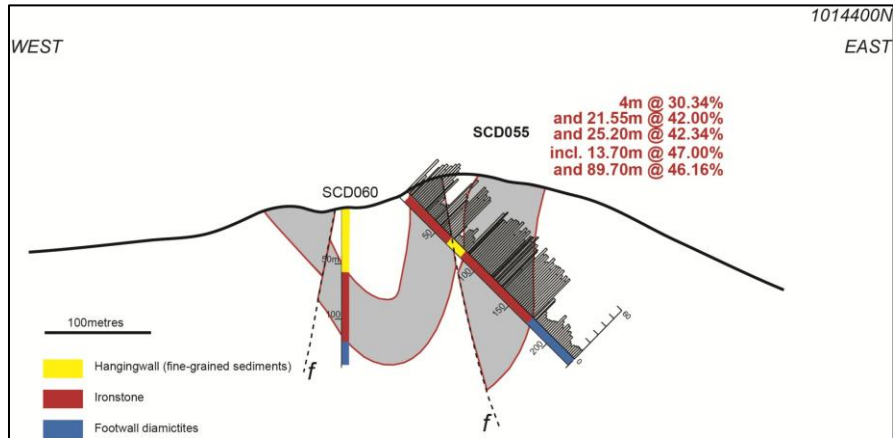 1014400N
WEST
EAST
4m @ 30.34%
and 21.55m @ 42.00%
SCD055
and 25.20m @ 42.34%
incl. 13.70m @ 47.00%
and 89.70m @ 46.16%
SCD060
50
50m
100
100
150
200
0
f
f
100metres
Hangingwall (fine-grained sediments)
Ironstone
Footwall diamictites